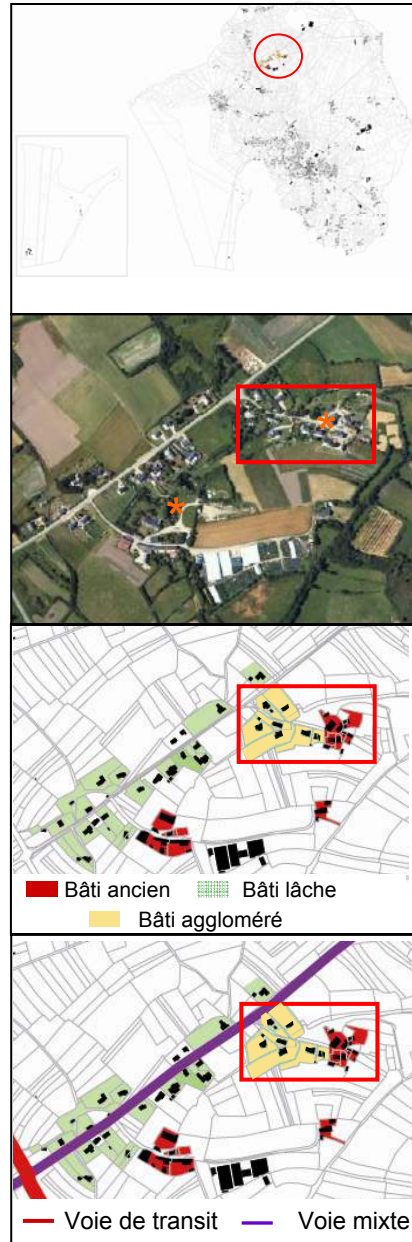 Bâti ancien Bâti lâche
Bâti aggloméré
Voie de transit Voie mixte